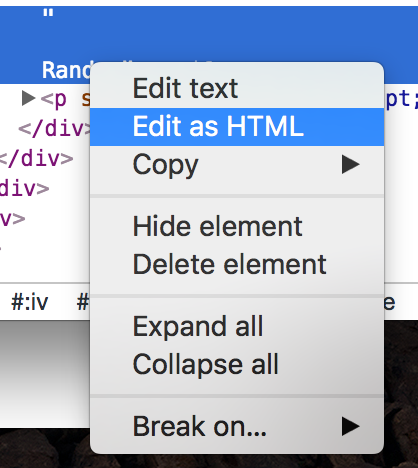 "
Rand
Edit text
▶<p s pt;
Edit as HTML
</div>
Copy ▶
</div>
div>
v>
Hide element
Delete element
#:iv # e
Expand all
Collapse all
Break on... ▶